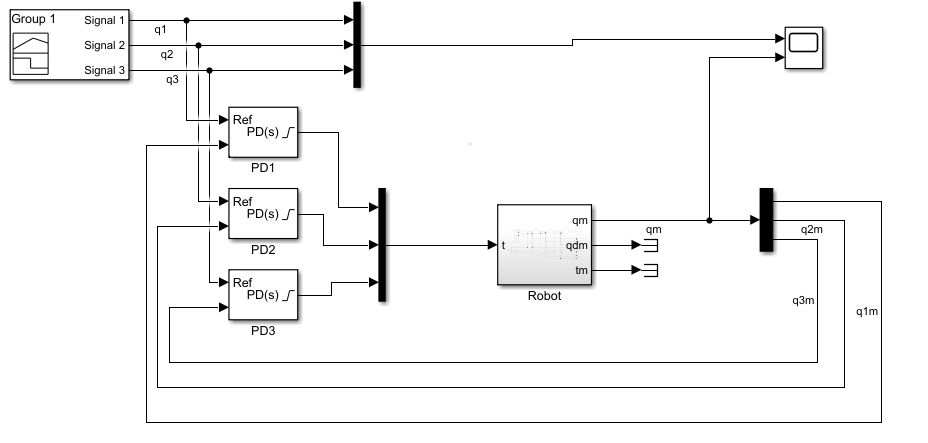 Group 1
Signal 1
q1
Signal 2
q2
Signal 3
q3
Ref
PD(s)
PD1
Ref
PD(s)
PD2
Ref
PD(s)
PD3
t
qm
qdm
tm
Robot
qm
q2m
q3m
q1m